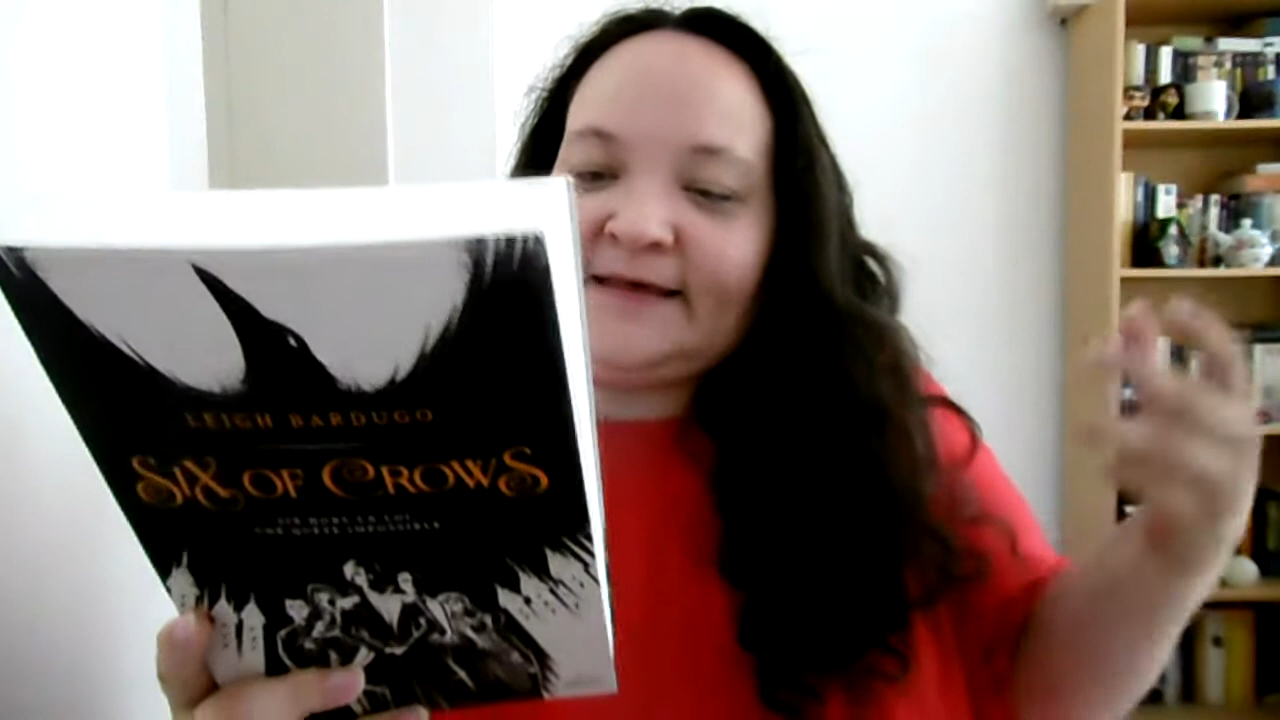 LEIGH BARDUGO
SIX OF CROWS
SIX HORS-LA-LOI
UNE QUÊTE IMPOSSIBLE